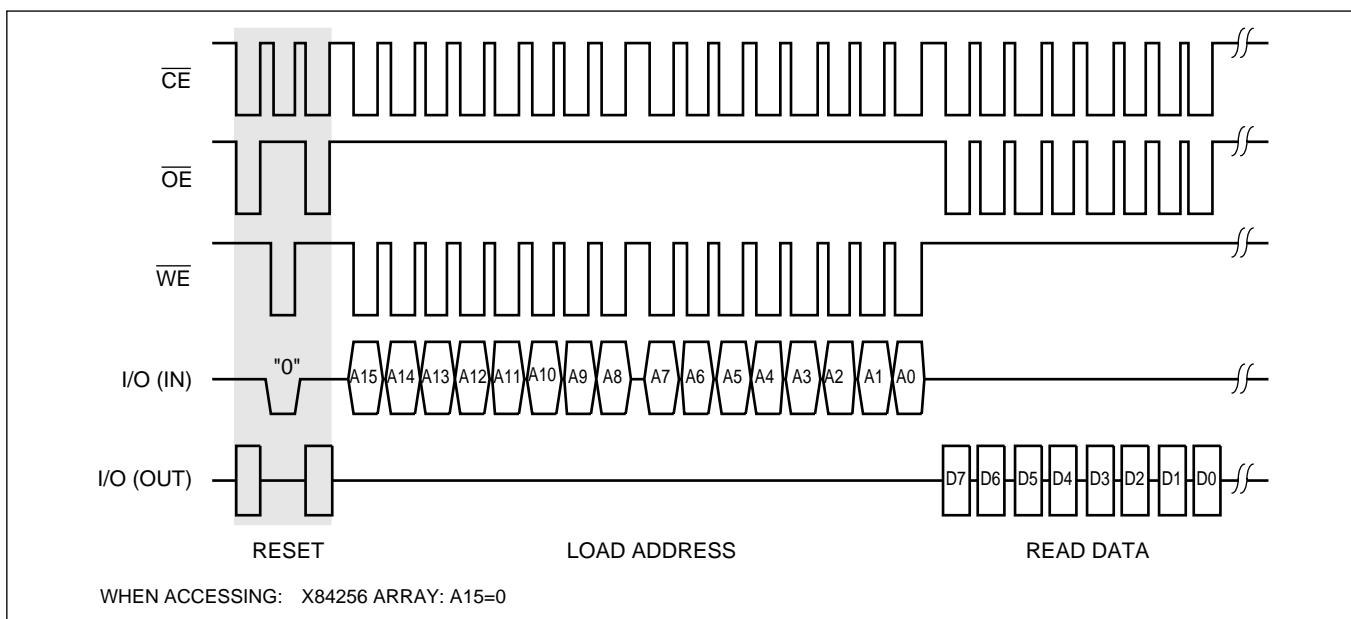 CE
OE
WE
"0"
I/O (IN) A15 A14 A13 A12 A11 A10 A9 A8 A7 A6 A5 A4 A3 A2 A1 A0
I/O (OUT) D7 D6 D5 D4 D3 D2 D1 D0
RESET LOAD ADDRESS READ DATA
WHEN ACCESSING: X84256 ARRAY: A15=0